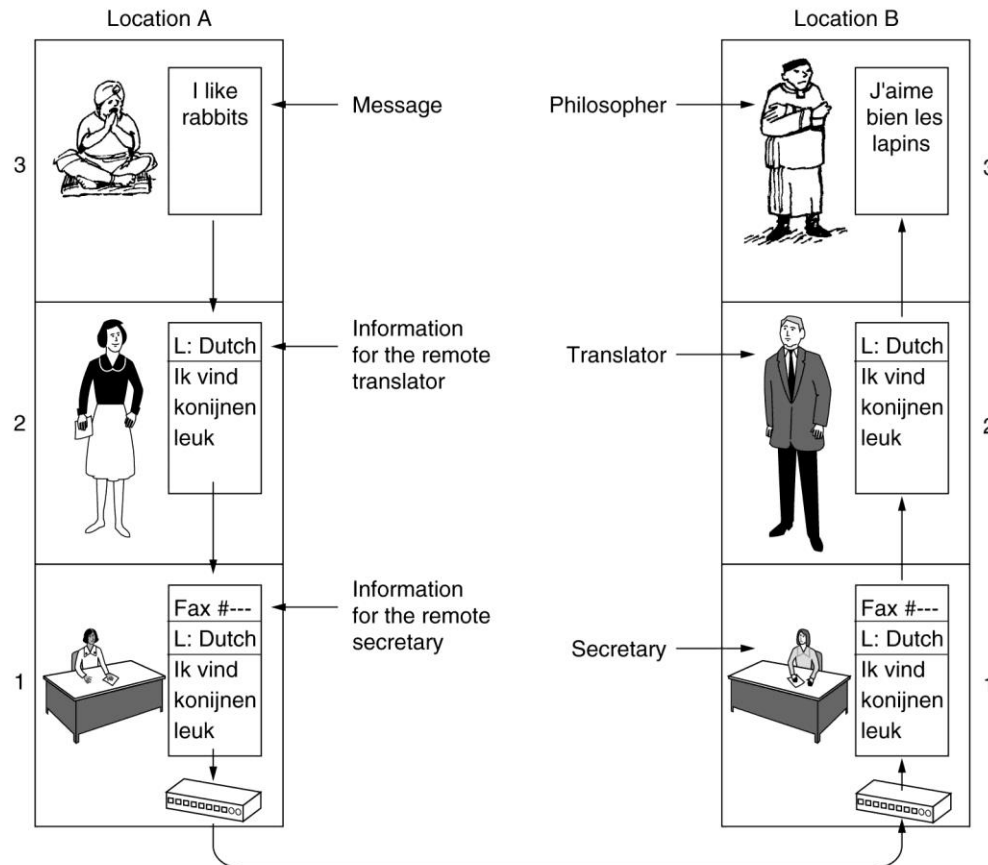 Location A
Location B
3
I like
rabbits
Message
Philosopher
J'aime
bien les
lapins
3
2
L: Dutch
Ik vind
konijnen
leuk
Information
for the remote
translator
Translator
L: Dutch
Ik vind
konijnen
leuk
2
1
Fax #---
L: Dutch
Ik vind
konijnen
leuk
Information
for the remote
secretary
Secretary
Fax #---
L: Dutch
Ik vind
konijnen
leuk
1